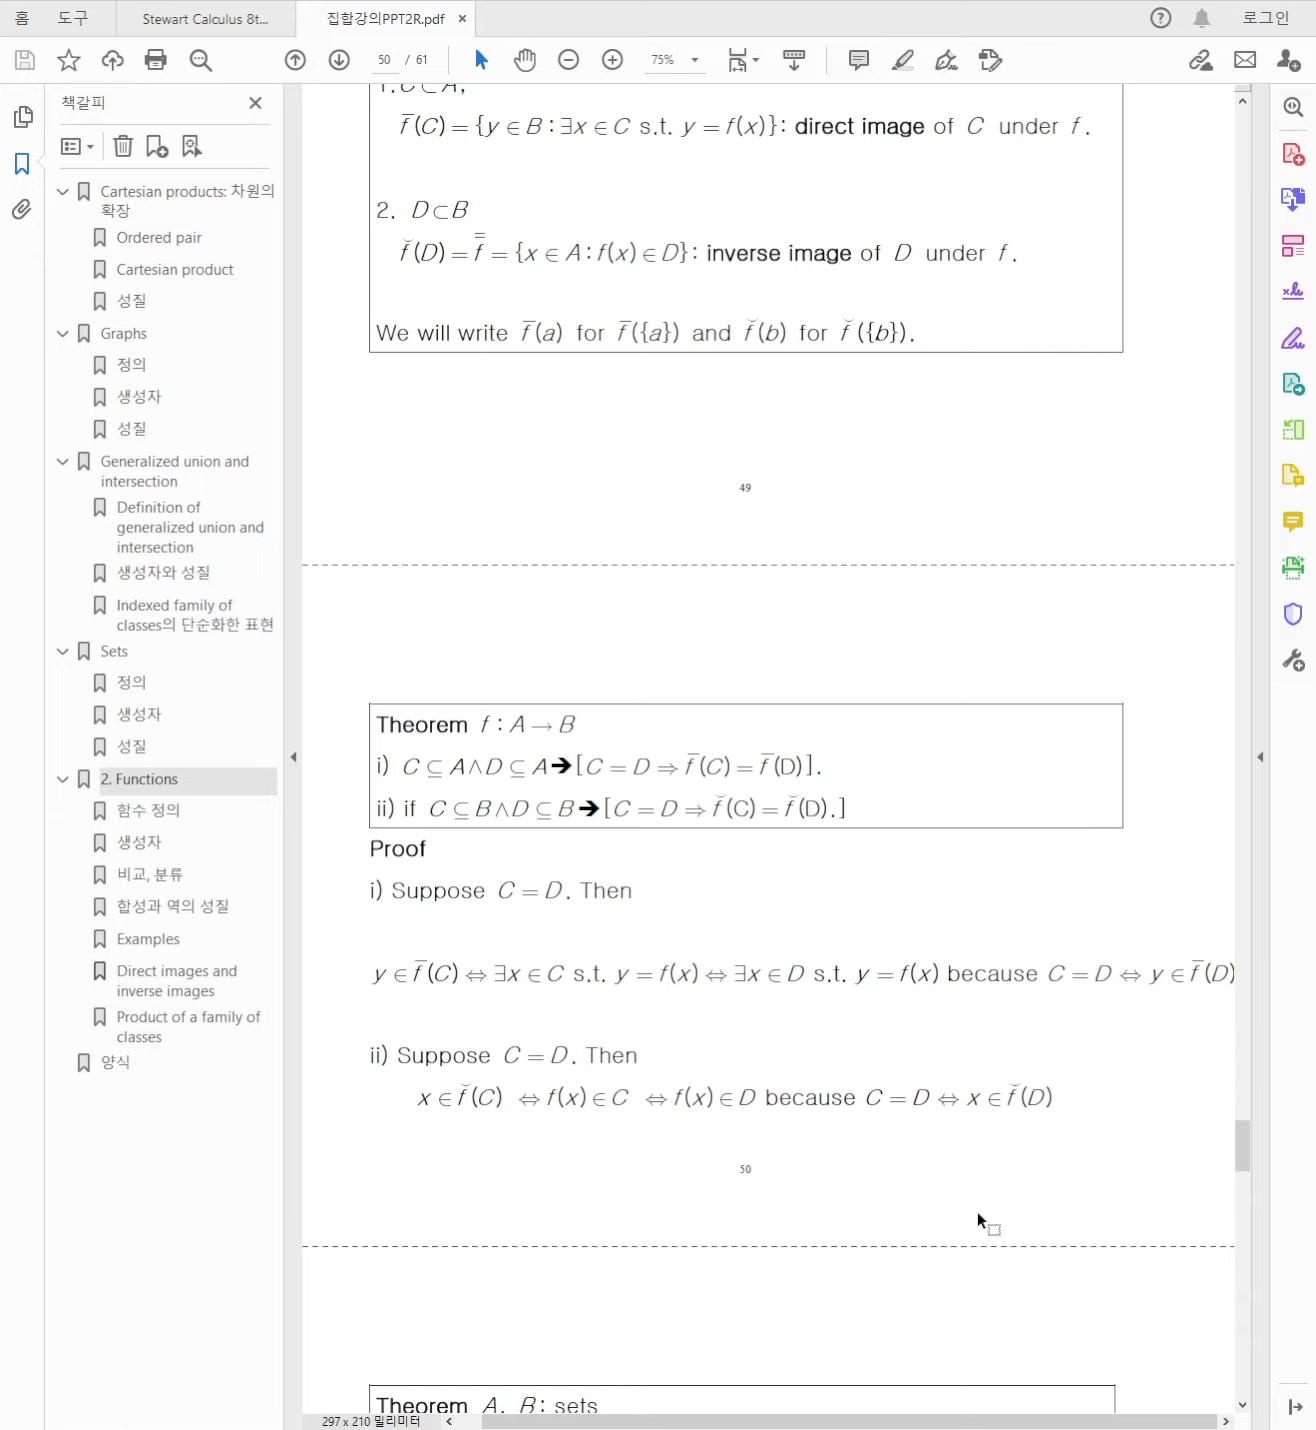 홈
도구
Stewart Calculus 8t...
집합강의PPT2R.pdf ×
로그인
50 / 61
75%
책갈피
Cartesian products: 차원의
확장
Ordered pair
Cartesian product
성질
Graphs
정의
생성자
성질
Generalized union and
intersection
Definition of
generalized union and
intersection
생성자와 성질
Indexed family of
classes의 단순화한 표현
Sets
정의
생성자
성질
2. Functions
함수 정의
생성자
비교, 분류
합성과 역의 성질
Examples
Direct images and
inverse images
Product of a family of
classes
양식
1. C⊂A,
f̄(C) = {y∈B : ∃x∈C s.t. y=f(x)} : direct image of C under f.
2. D⊂B
f̆(D) = f̿ = {x∈A : f(x)∈D} : inverse image of D under f.
We will write f̄(a) for f̄({a}) and f̆(b) for f̆({b}).
49
Theorem f : A→B
i) C⊆A∧D⊆A➔[C=D⇒f̄(C)=f̄(D)].
ii) if C⊆B∧D⊆B➔[C=D⇒f̆(C)=f̆(D).]
Proof
i) Suppose C=D. Then
y∈f̄(C)⇔∃x∈C s.t. y=f(x)⇔∃x∈D s.t. y=f(x) because C=D⇔y∈f̄(D)
ii) Suppose C=D. Then
x∈f̆(C) ⇔f(x)∈C ⇔f(x)∈D because C=D⇔x∈f̆(D)
50
Theorem A, B: sets
297 x 210 밀리미터